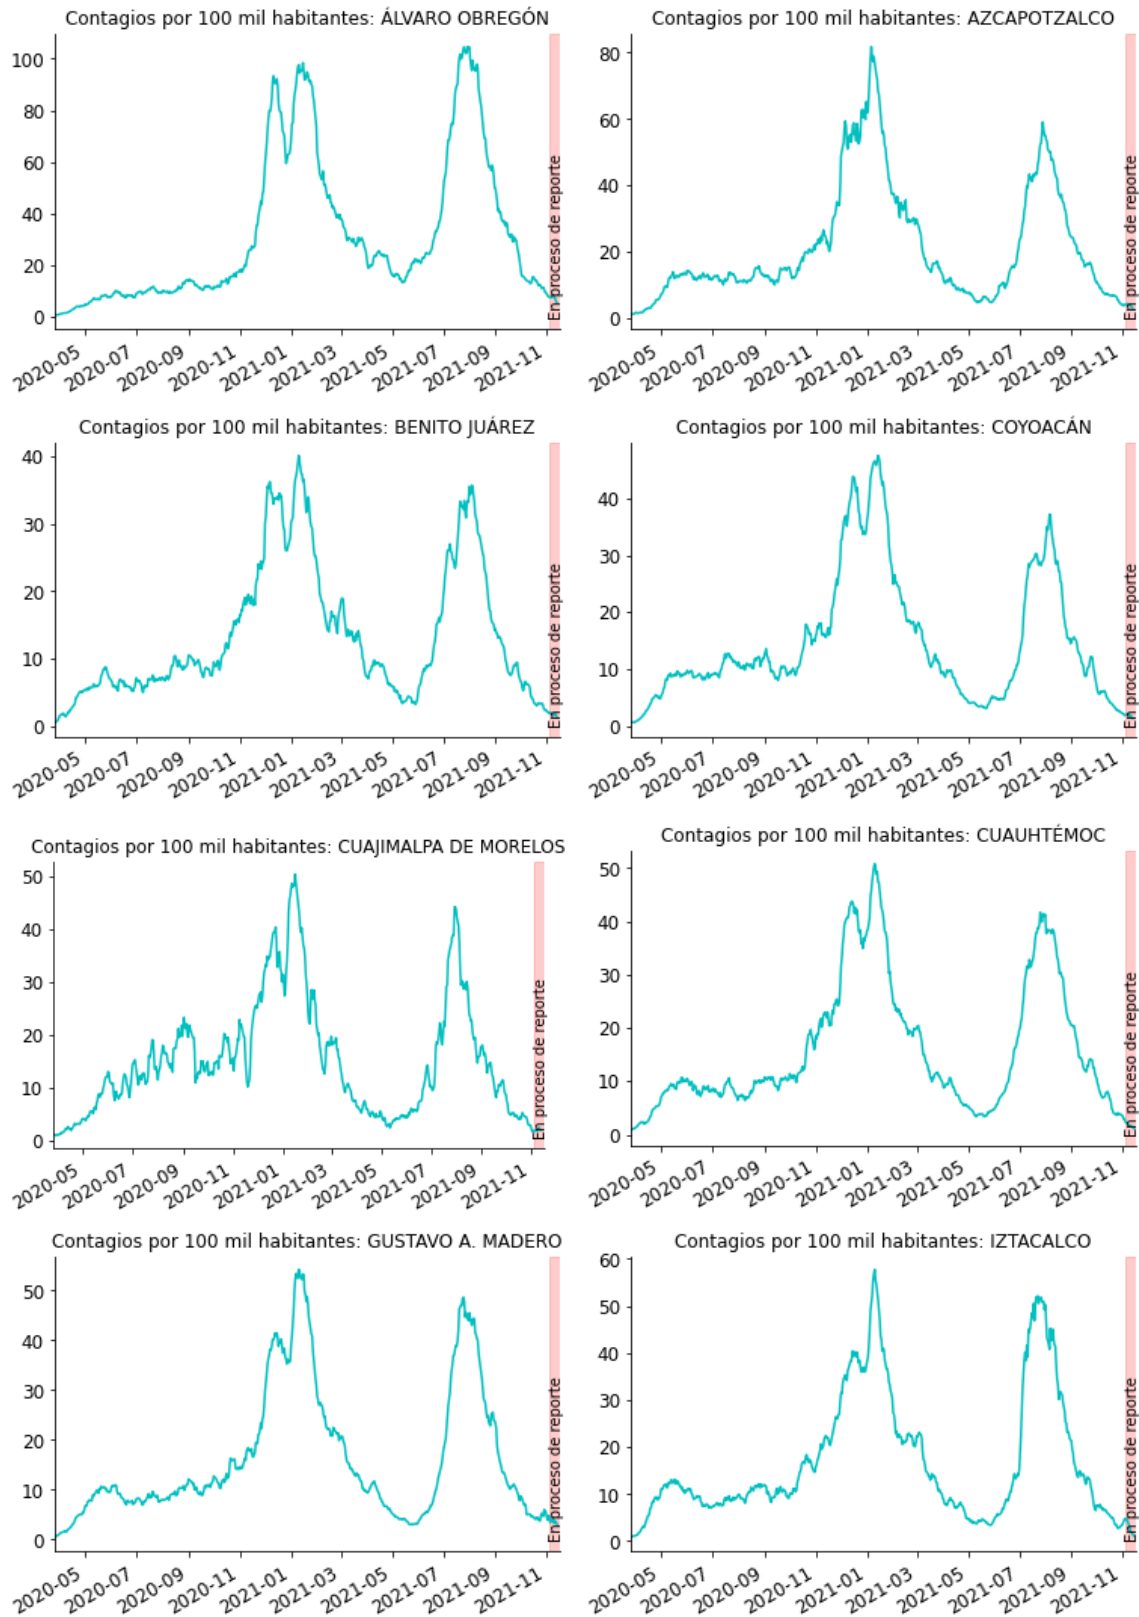 Contagios por 100 mil habitantes: ÁLVARO OBREGÓN
100
80
60
40
20
0
En proceso de reporte
2020-05 2020-07 2020-09 2020-11 2021-01 2021-03 2021-05 2021-07 2021-09 2021-11
Contagios por 100 mil habitantes: AZCAPOTZALCO
80
60
40
20
0
En proceso de reporte
2020-05 2020-07 2020-09 2020-11 2021-01 2021-03 2021-05 2021-07 2021-09 2021-11
Contagios por 100 mil habitantes: BENITO JUÁREZ
40
30
20
10
0
En proceso de reporte
2020-05 2020-07 2020-09 2020-11 2021-01 2021-03 2021-05 2021-07 2021-09 2021-11
Contagios por 100 mil habitantes: COYOACÁN
40
30
20
10
0
En proceso de reporte
2020-05 2020-07 2020-09 2020-11 2021-01 2021-03 2021-05 2021-07 2021-09 2021-11
Contagios por 100 mil habitantes: CUAJIMALPA DE MORELOS
50
40
30
20
10
0
En proceso de reporte
2020-05 2020-07 2020-09 2020-11 2021-01 2021-03 2021-05 2021-07 2021-09 2021-11
Contagios por 100 mil habitantes: CUAUHTÉMOC
50
40
30
20
10
0
En proceso de reporte
2020-05 2020-07 2020-09 2020-11 2021-01 2021-03 2021-05 2021-07 2021-09 2021-11
Contagios por 100 mil habitantes: GUSTAVO A. MADERO
50
40
30
20
10
0
En proceso de reporte
2020-05 2020-07 2020-09 2020-11 2021-01 2021-03 2021-05 2021-07 2021-09 2021-11
Contagios por 100 mil habitantes: IZTACALCO
60
50
40
30
20
10
0
En proceso de reporte
2020-05 2020-07 2020-09 2020-11 2021-01 2021-03 2021-05 2021-07 2021-09 2021-11